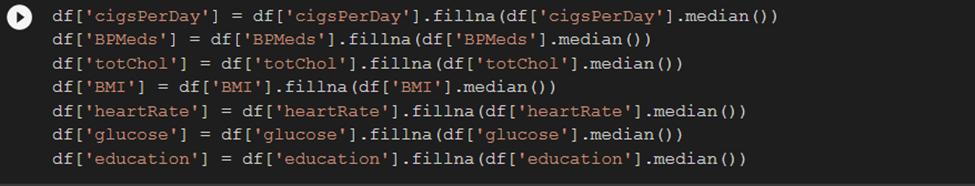 df['cigsPerDay'] = df['cigsPerDay'].fillna(df['cigsPerDay'].median())
df['BPMeds'] = df['BPMeds'].fillna(df['BPMeds'].median())
df['totChol'] = df['totChol'].fillna(df['totChol'].median())
df['BMI'] = df['BMI'].fillna(df['BMI'].median())
df['heartRate'] = df['heartRate'].fillna(df['heartRate'].median())
df['glucose'] = df['glucose'].fillna(df['glucose'].median())
df['education'] = df['education'].fillna(df['education'].median())